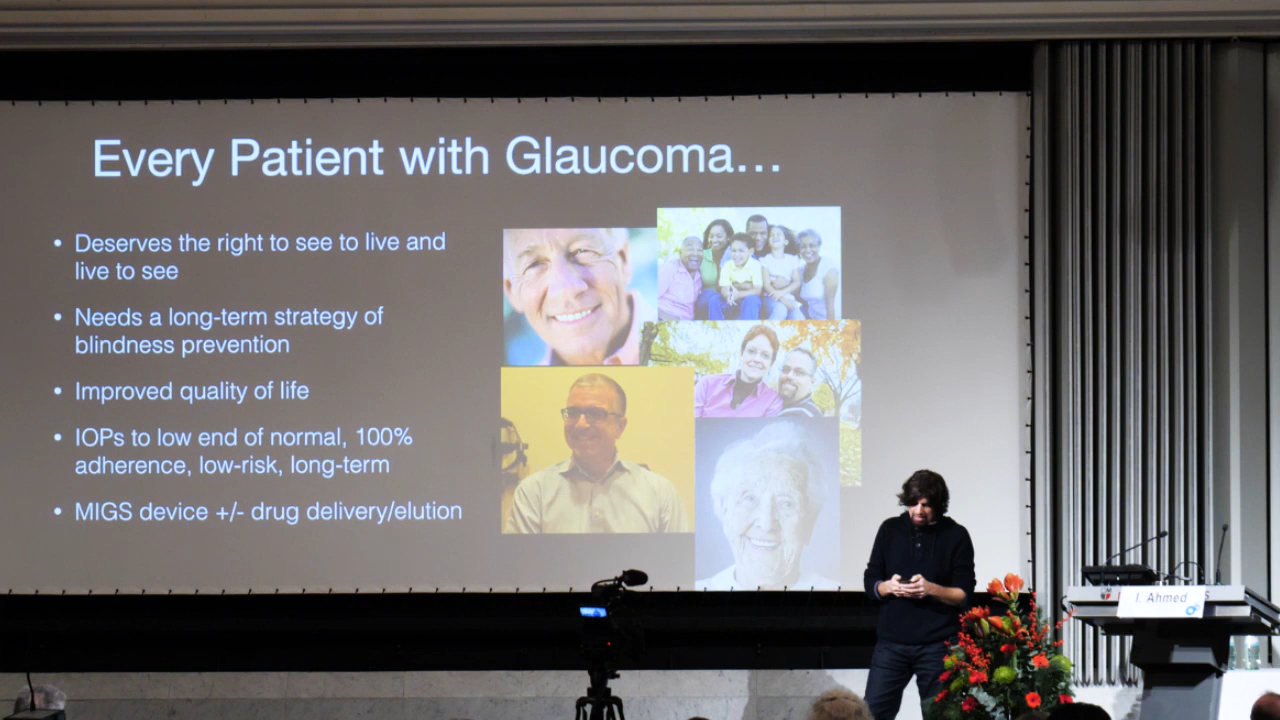 Every Patient with Glaucoma...
• Deserves the right to see to live and
live to see
• Needs a long-term strategy of
blindness prevention
• Improved quality of life
• IOPs to low end of normal, 100%
adherence, low-risk, long-term
• MIGS device +/- drug delivery/elution
I. Ahmed